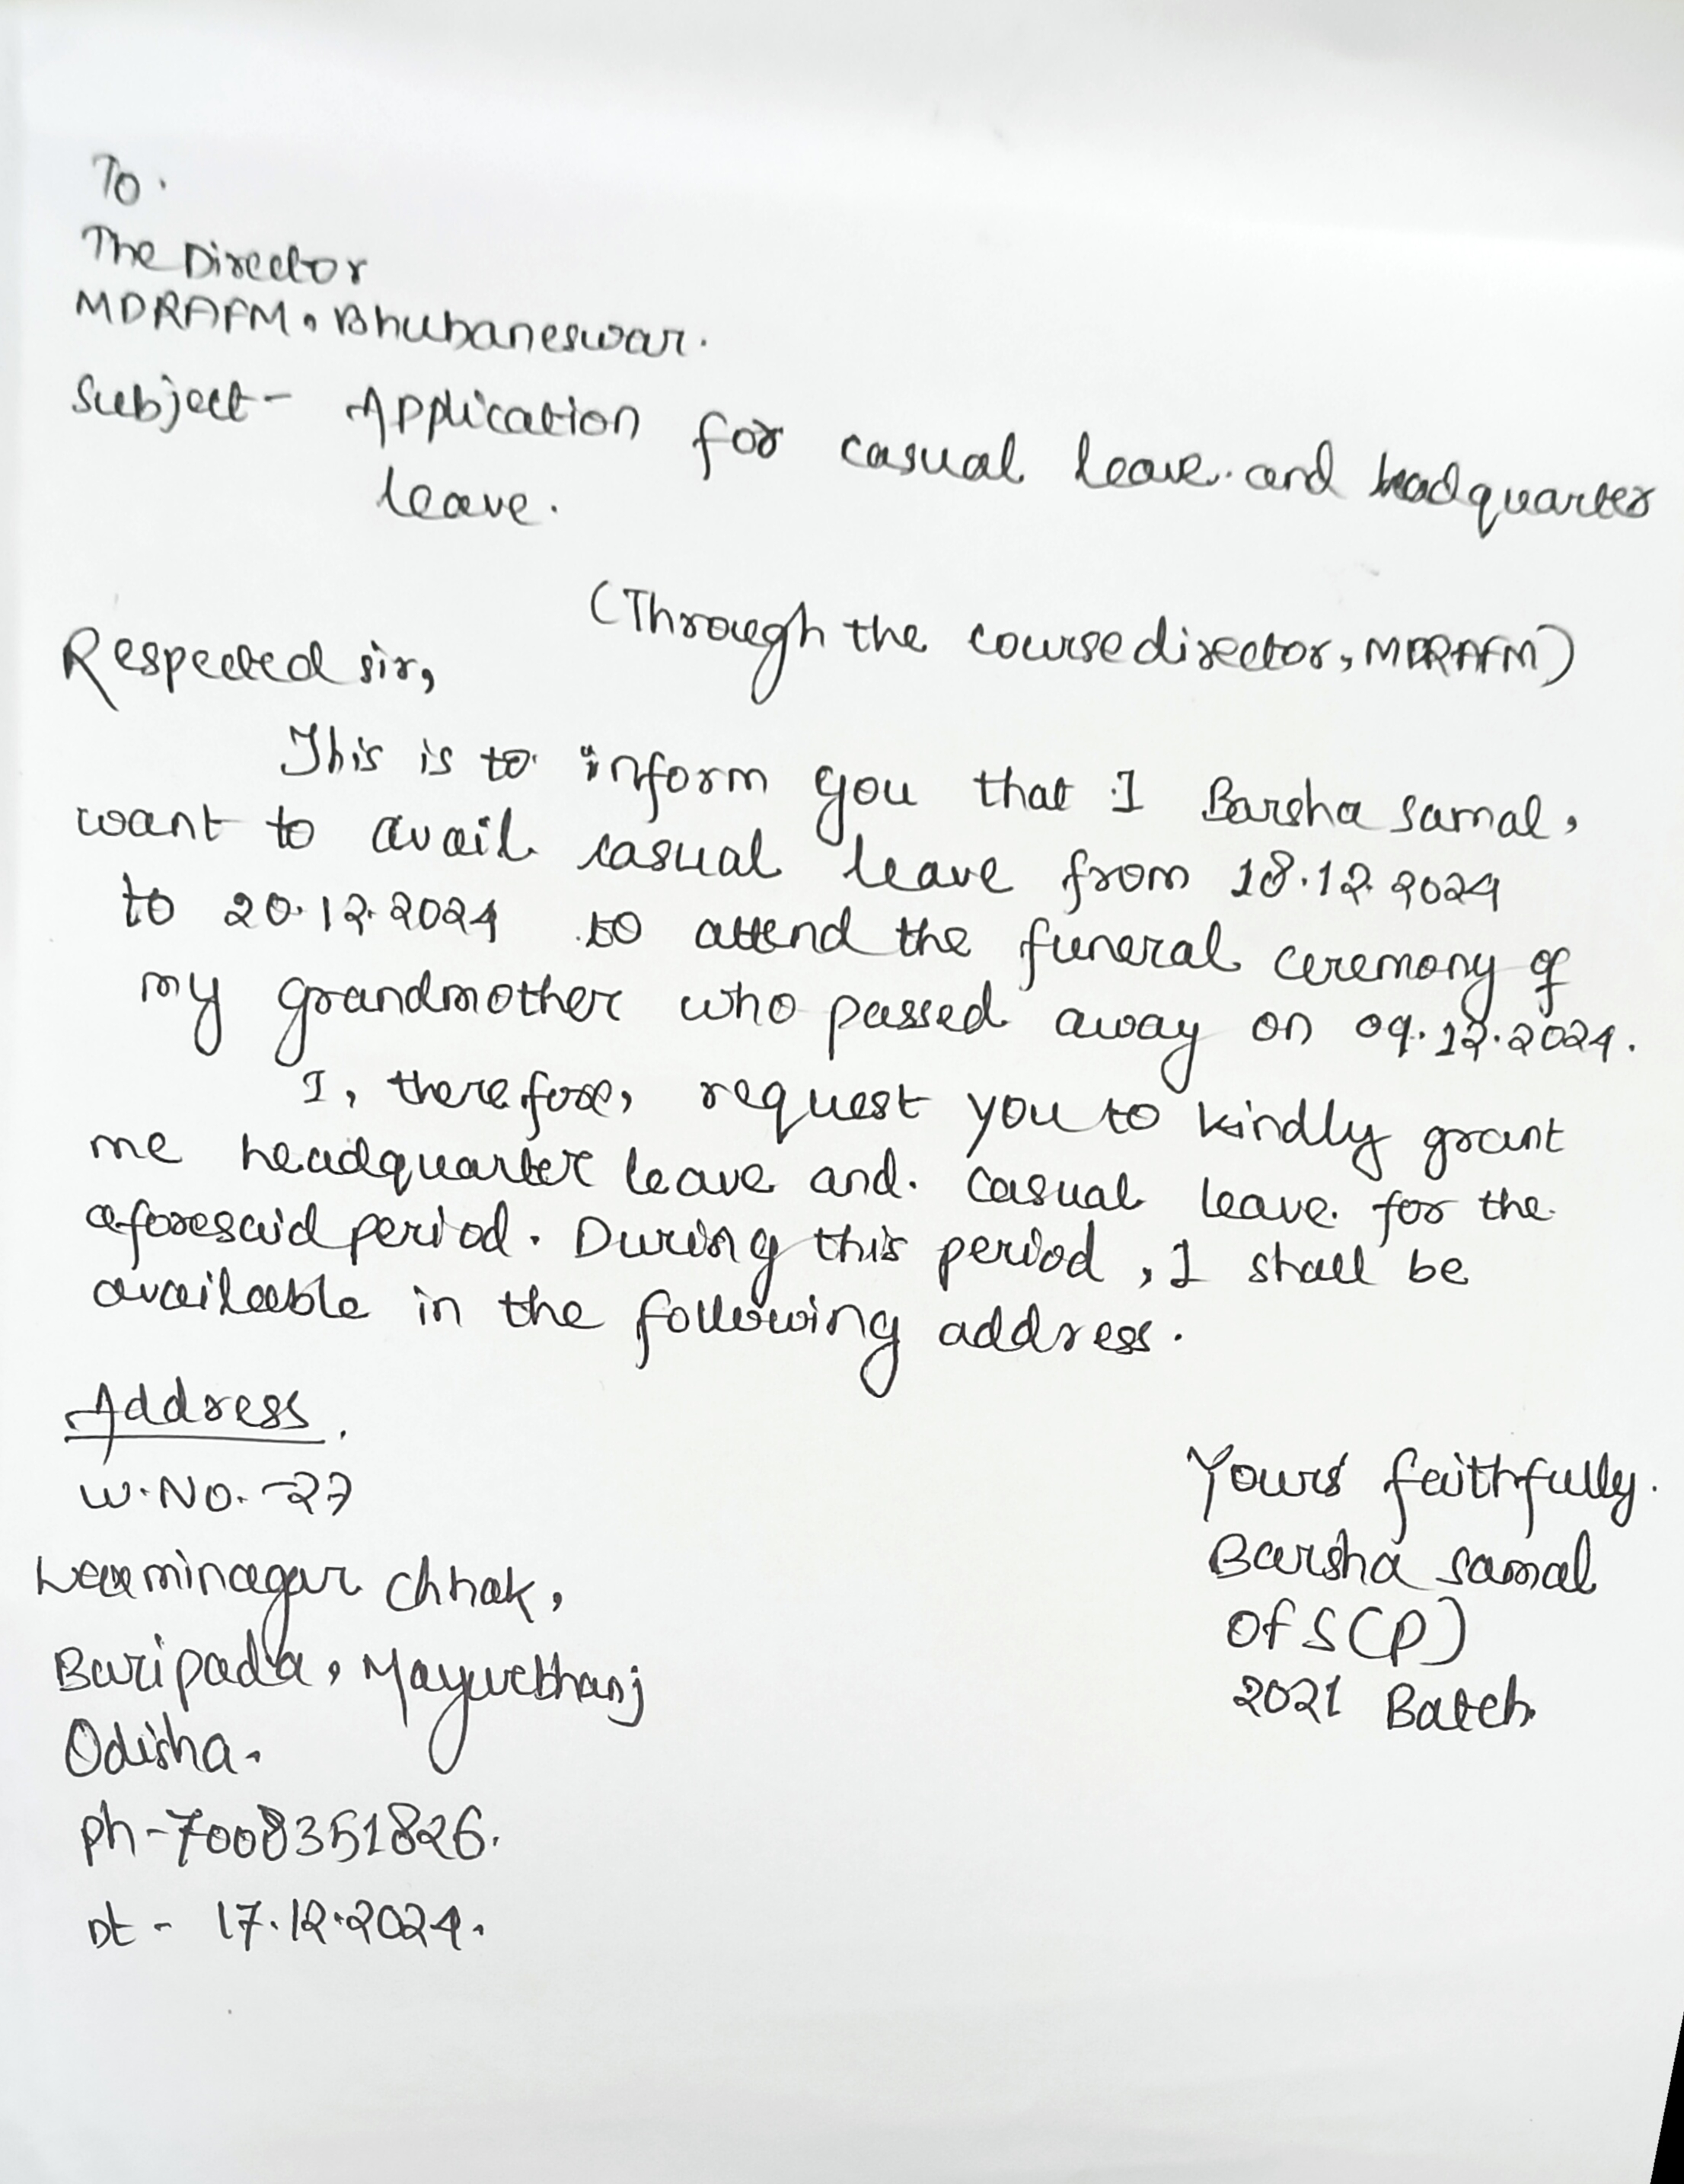 To.
The Director
MDRAFM, Bhubaneswar.
Subject- Application for casual leave and headquarter
leave.
(Through the course director, MDRAFM)
Respected sir,
This is to inform you that I Barsha Samal,
want to avail casual leave from 18.12.2024
to 20.12.2024 to attend the funeral ceremony of
my grandmother who passed away on 09.12.2024.
I, therefore, request you to kindly grant
me headquarter leave and casual leave for the
aforesaid period. During this period, I shall be
available in the following address.
Address.
W.No.-27
Laxminagar Chhak,
Baripada, Mayurbhanj
Odisha.
Ph-7008351826.
Dt - 17.12.2024.
Yours faithfully.
Barsha Samal
OfS(P)
2021 Batch